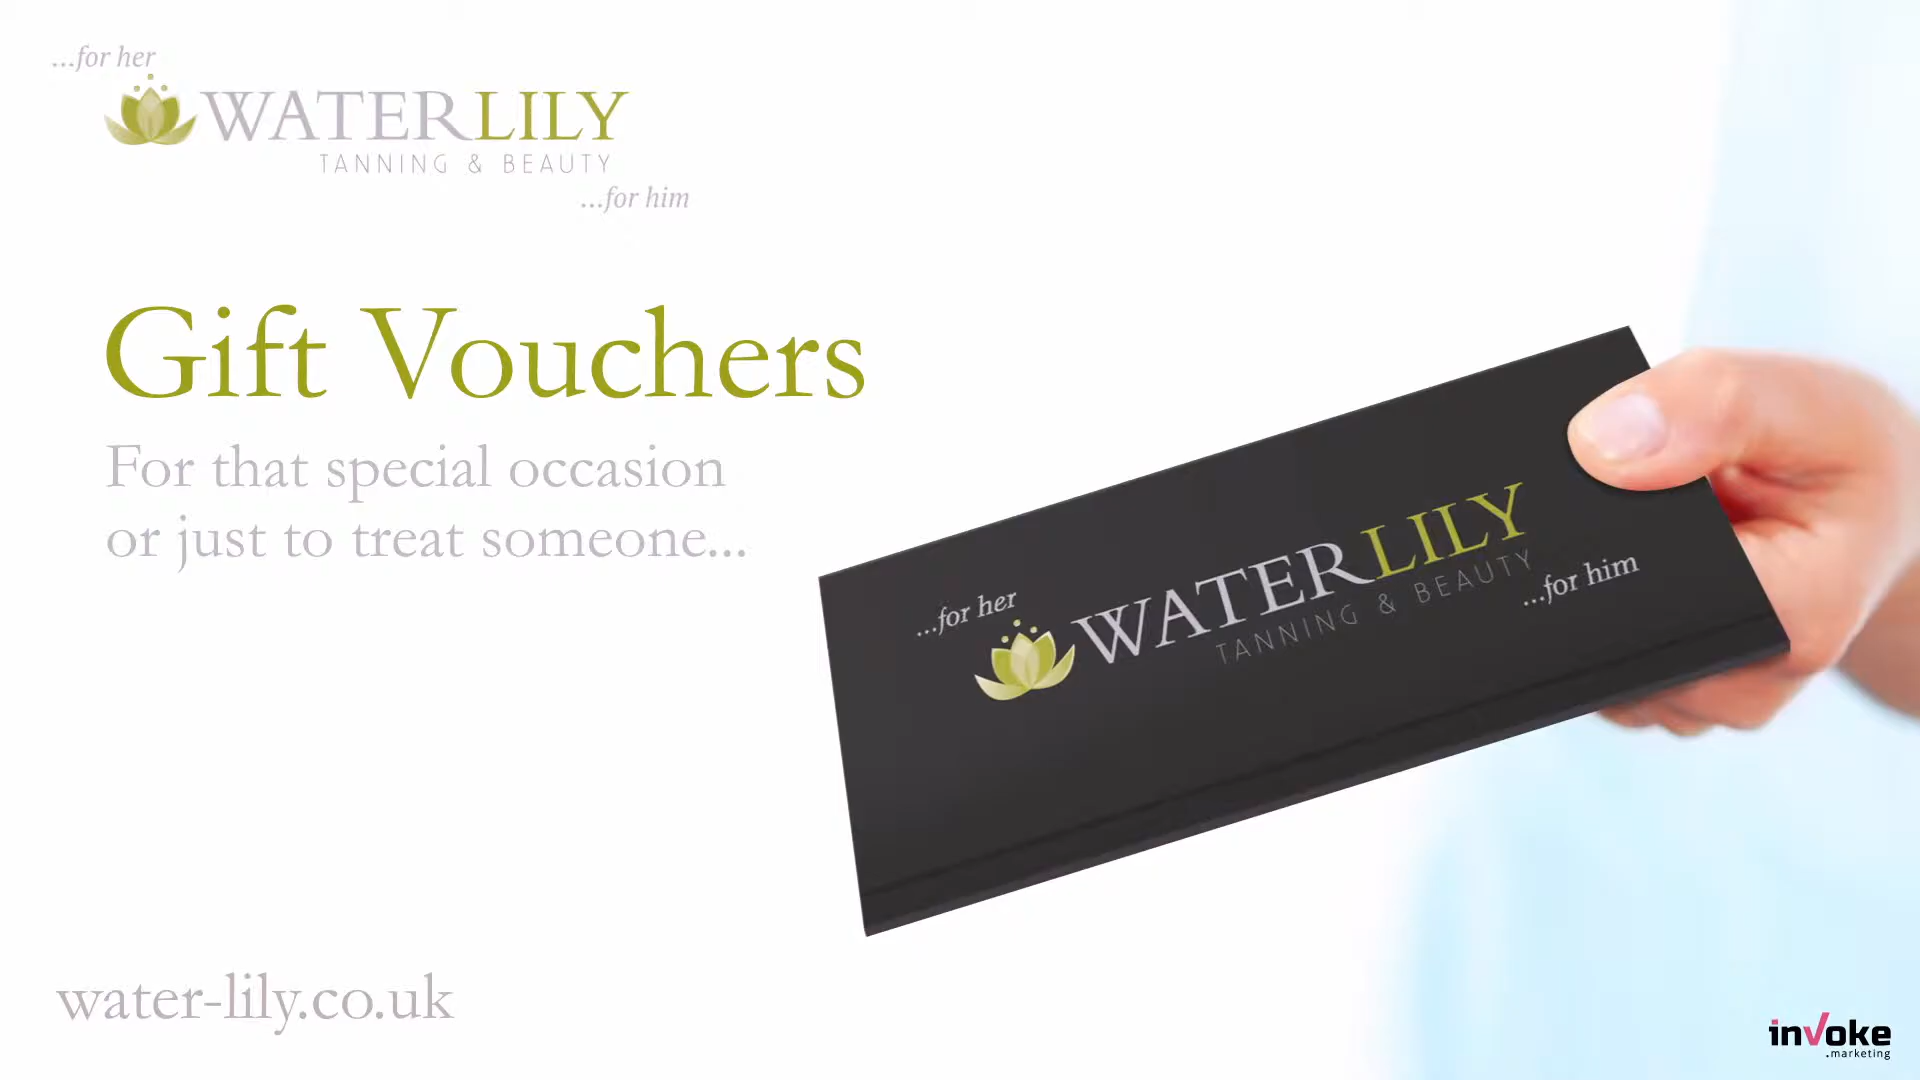 ...for her
WATERLILY
TANNING & BEAUTY
...for him
Gift Vouchers
For that special occasion
or just to treat someone...
...for her
WATERLILY
TANNING & BEAUTY
...for him
water-lily.co.uk
invoke
.marketing